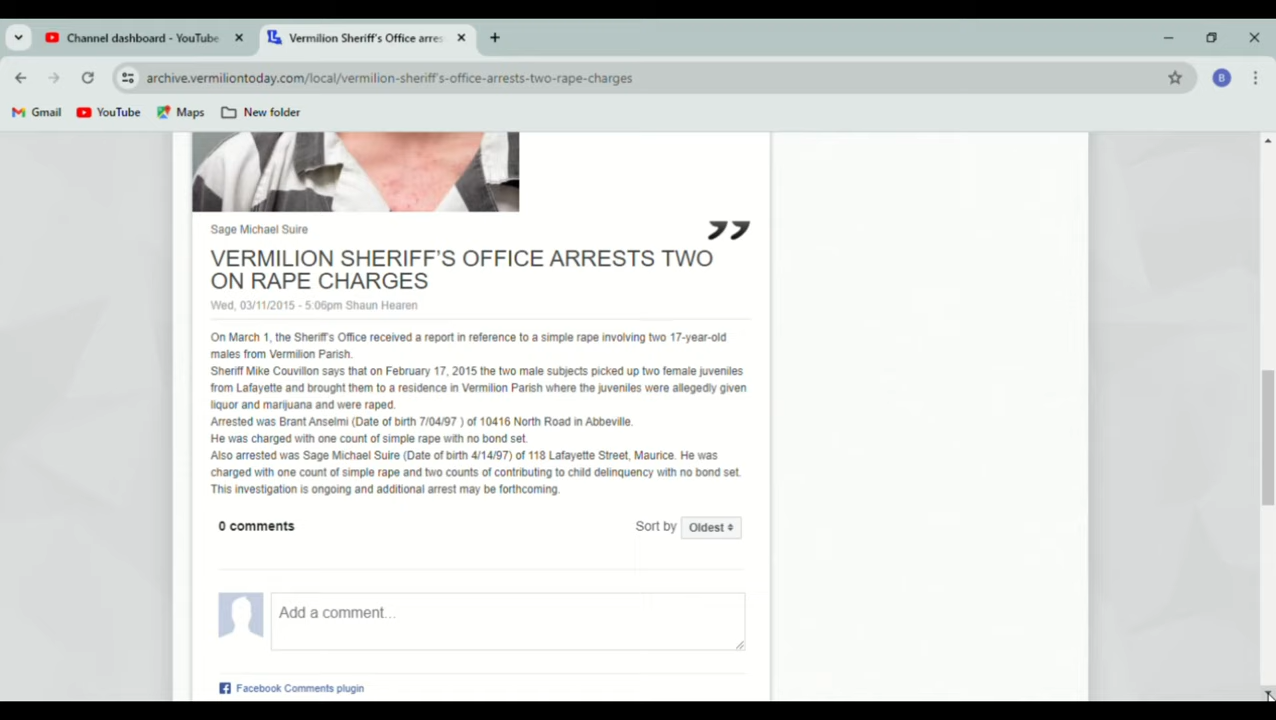 Channel dashboard - YouTube
Vermilion Sheriff's Office arres
archive.vermiliontoday.com/local/vermilion-sheriff's-office-arrests-two-rape-charges
B
Gmail
YouTube
Maps
New folder
Sage Michael Suire
VERMILION SHERIFF'S OFFICE ARRESTS TWO
ON RAPE CHARGES
Wed, 03/11/2015 - 5:06pm Shaun Hearen
On March 1, the Sheriff's Office received a report in reference to a simple rape involving two 17-year-old
males from Vermilion Parish.
Sheriff Mike Couvillon says that on February 17, 2015 the two male subjects picked up two female juveniles
from Lafayette and brought them to a residence in Vermilion Parish where the juveniles were allegedly given
liquor and marijuana and were raped.
Arrested was Brant Anselmi (Date of birth 7/04/97 ) of 10416 North Road in Abbeville.
He was charged with one count of simple rape with no bond set.
Also arrested was Sage Michael Suire (Date of birth 4/14/97) of 118 Lafayette Street, Maurice. He was
charged with one count of simple rape and two counts of contributing to child delinquency with no bond set.
This investigation is ongoing and additional arrest may be forthcoming.
0 comments
Sort by Oldest
Add a comment...
Facebook Comments plugin